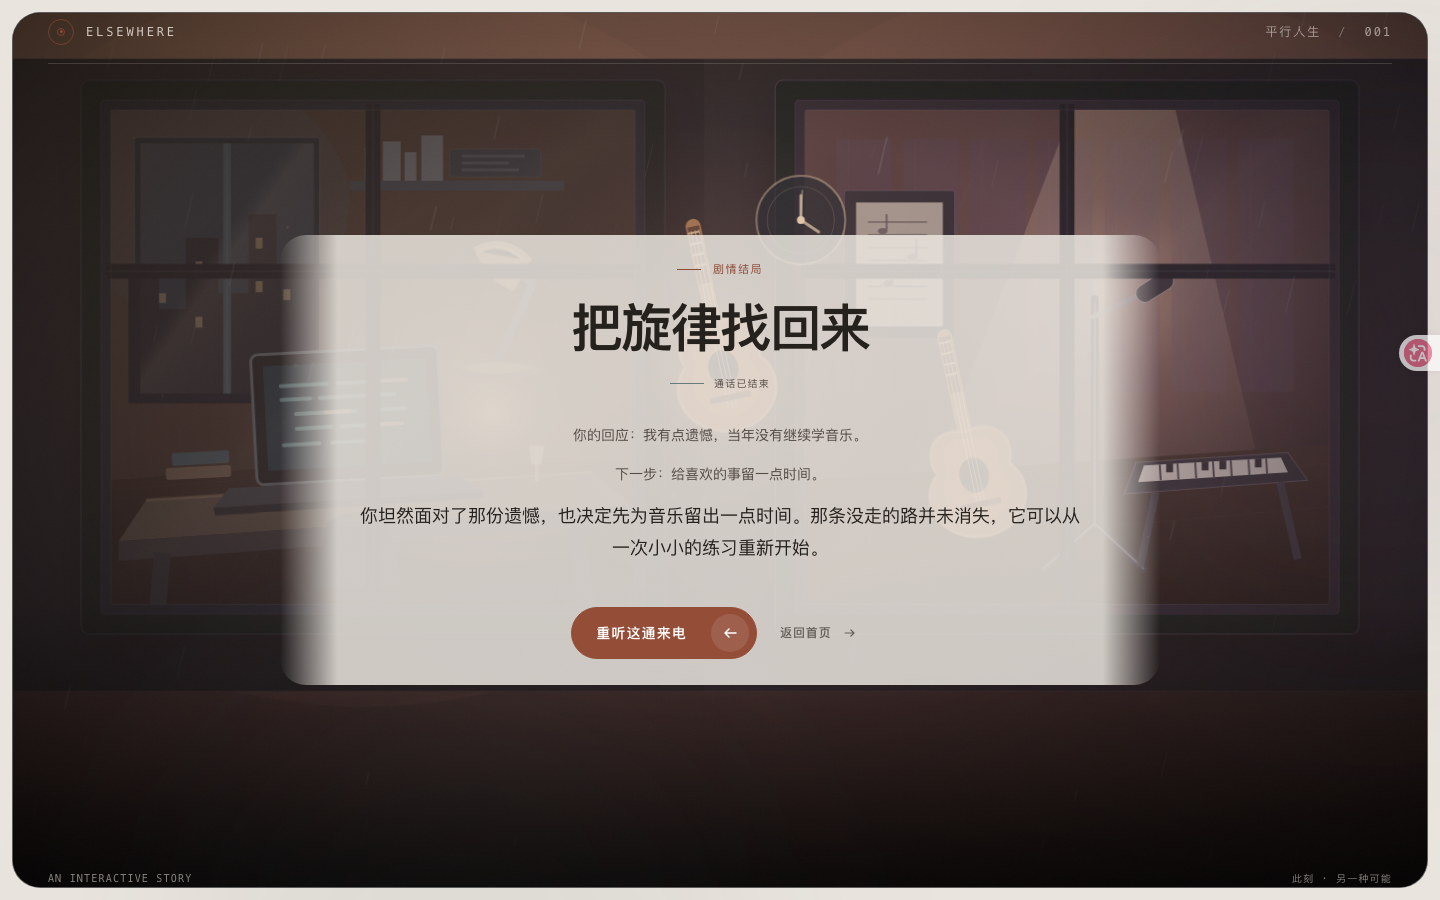 ELSEWHERE
平行人生 / 001
剧情结局
把旋律找回来
通话已结束
你的回应：我有点遗憾，当年没有继续学音乐。
下一步：给喜欢的事留一点时间。
你坦然面对了那份遗憾，也决定先为音乐留出一点时间。那条没走的路并未消失，它可以从
一次小小的练习重新开始。
重听这通来电
返回首页
AN INTERACTIVE STORY
此刻 · 另一种可能